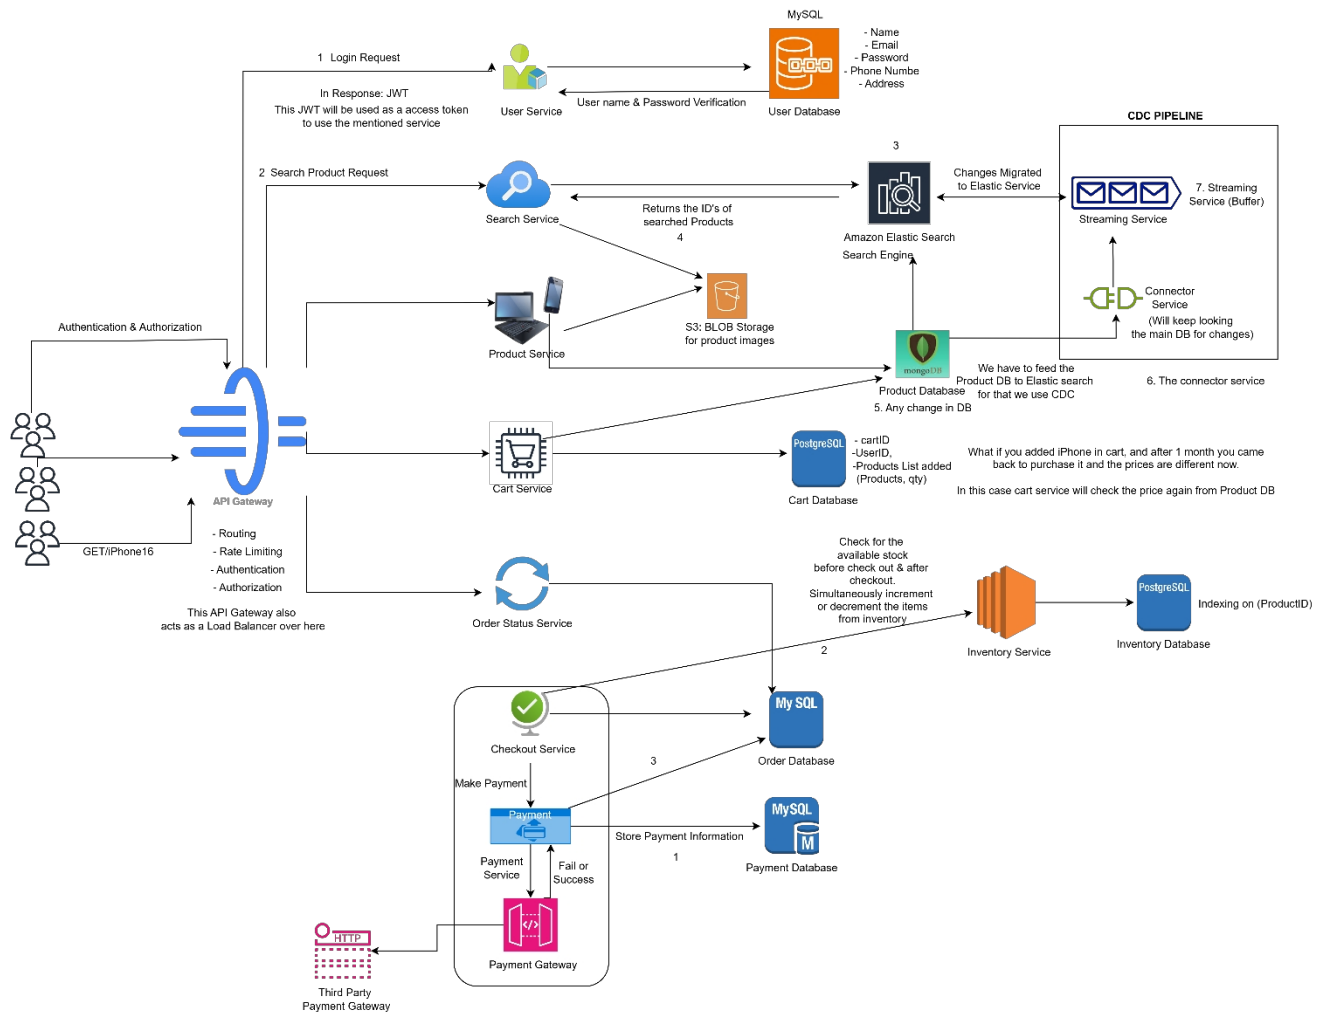 MySQL
- Name
- Email
- Password
- Phone Numbe
- Address
1 Login Request
In Response: JWT
This JWT will be used as a access token
to use the mentioned service
User Service
User name & Password Verification
User Database
CDC PIPELINE
3
2 Search Product Request
Changes Migrated
to Elastic Service
7. Streaming
Service (Buffer)
Search Service
Returns the ID's of
searched Products
4
Streaming Service
Amazon Elastic Search
Search Engine
Connector
Service
(Will keep looking
the main DB for changes)
Authentication & Authorization
S3: BLOB Storage
for product images
Product Service
mongoDB
Product Database
5. Any change in DB
We have to feed the
Product DB to Elastic search
for that we use CDC
6. The connector service
PostgreSQL
- cartID
-UserID,
-Products List added
(Products, qty)
Cart Service
Cart Database
What if you added iPhone in cart, and after 1 month you came
back to purchase it and the prices are different now.
In this case cart service will check the price again from Product DB
API Gateway
GET/iPhone16
- Routing
- Rate Limiting
- Authentication
- Authorization
This API Gateway also
acts as a Load Balancer over here
Check for the
available stock
before check out & after
checkout.
Simultaneously increment
or decrement the items
from inventory
Order Status Service
PostgreSQL
Indexing on (ProductID)
Inventory Service
Inventory Database
2
My SQL
Checkout Service
Order Database
3
Make Payment
Payment
MySQL
M
Store Payment Information
1
Payment Database
Payment
Service
Fail or
Success
</>
Payment Gateway
HTTP
Third Party
Payment Gateway